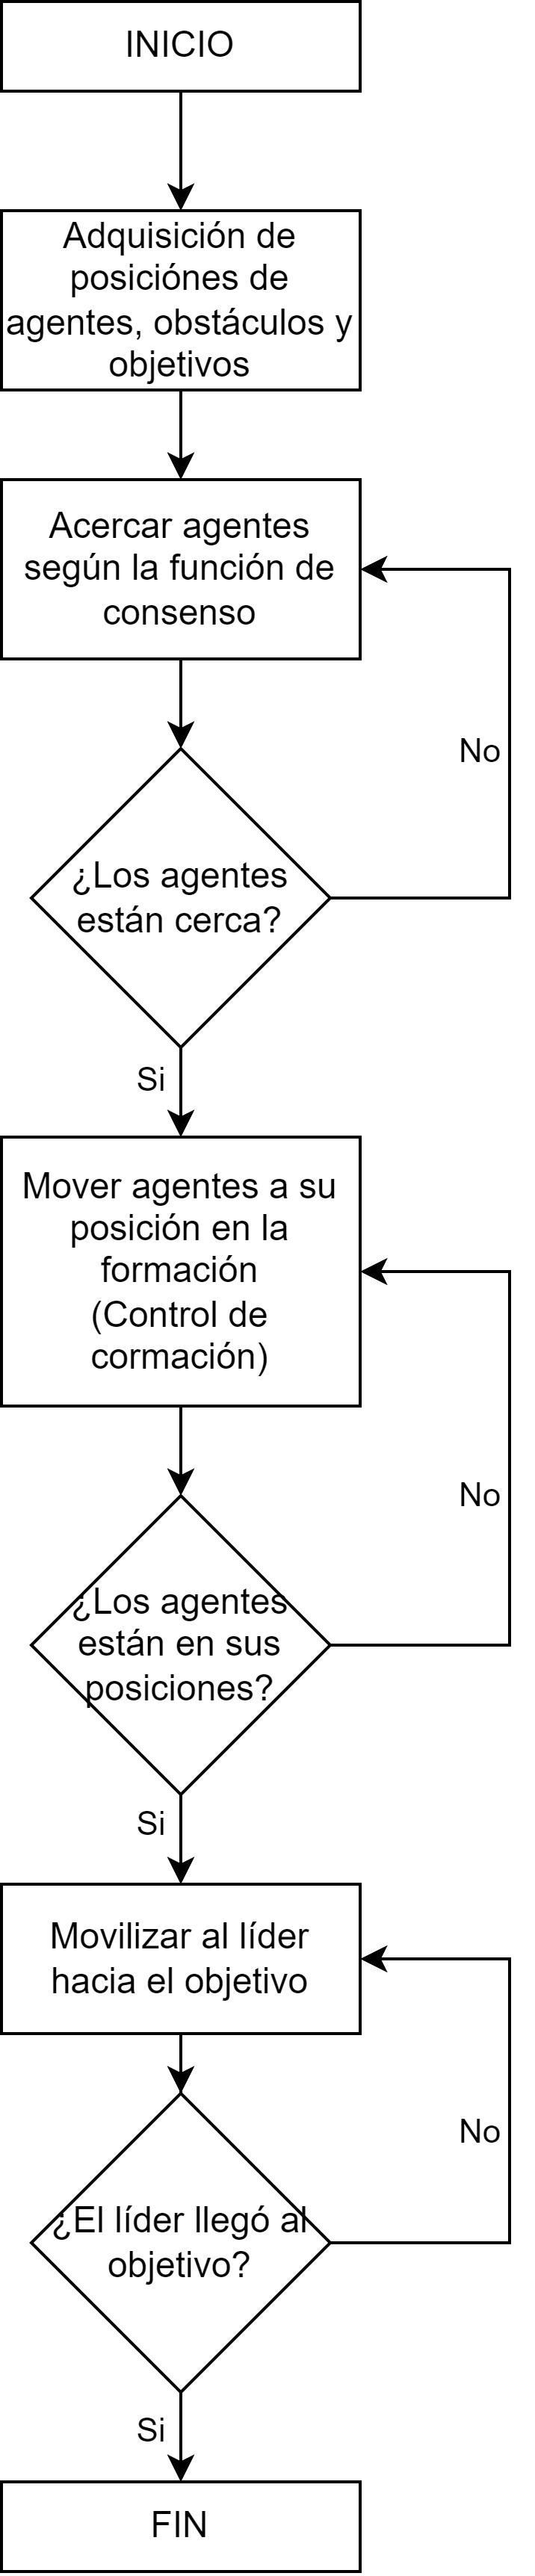 INICIO
Adquisición de
posiciónes de
agentes, obstáculos y
objetivos
Acercar agentes
según la función de
consenso
No
¿Los agentes
están cerca?
Si
Mover agentes a su
posición en la
formación
(Control de
cormación)
No
¿Los agentes
están en sus
posiciones?
Si
Movilizar al líder
hacia el objetivo
No
¿El líder llegó al
objetivo?
Si
FIN